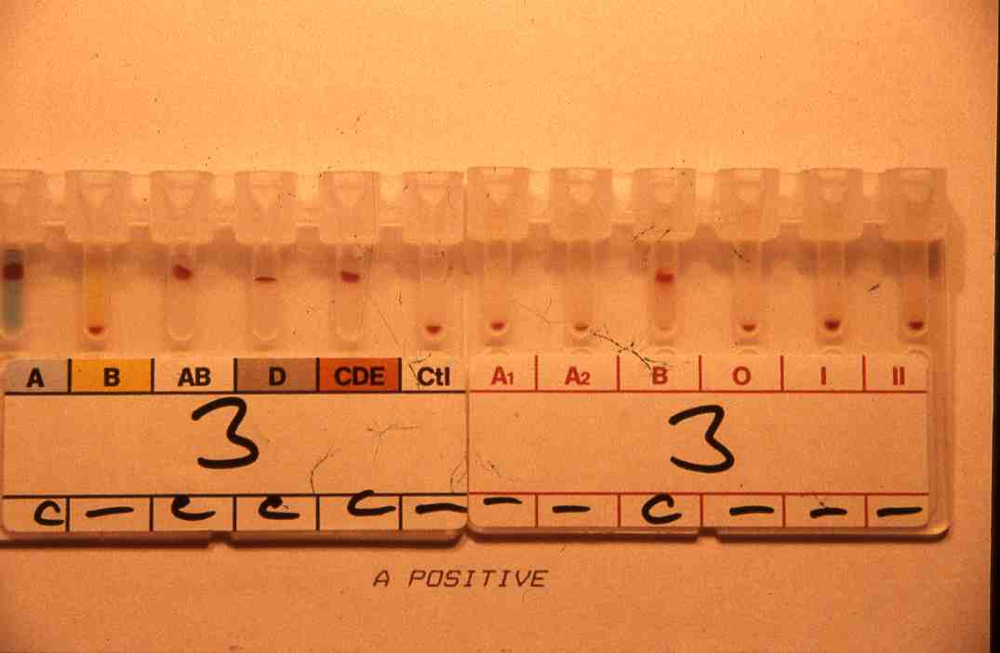 A B AB D CDE Ctl A1 A2 B O I II
3 3
C – C C C – – – C – – –
A POSITIVE